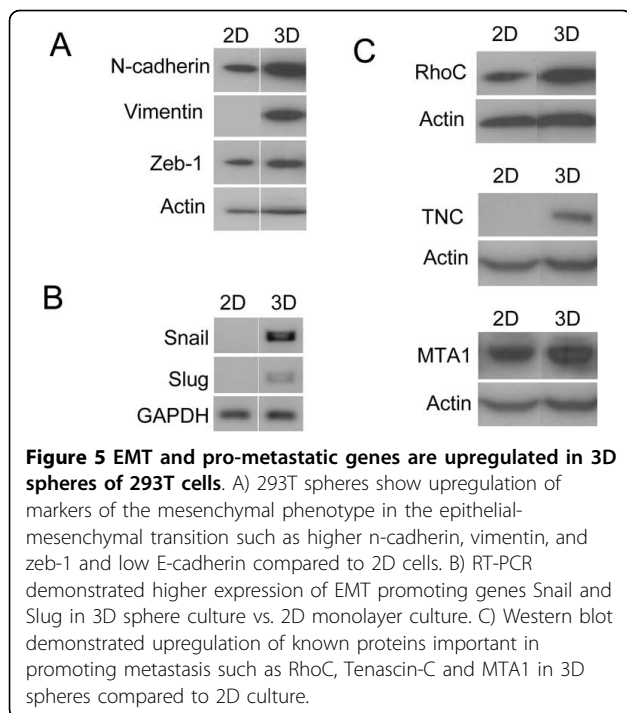 A
2D 3D
N-cadherin
Vimentin
Zeb-1
Actin
B
2D 3D
Snail
Slug
GAPDH
C
2D 3D
RhoC
Actin
2D 3D
TNC
Actin
2D 3D
MTA1
Actin
Figure 5 EMT and pro-metastatic genes are upregulated in 3D
spheres of 293T cells. A) 293T spheres show upregulation of
markers of the mesenchymal phenotype in the epithelial-
mesenchymal transition such as higher n-cadherin, vimentin, and
zeb-1 and low E-cadherin compared to 2D cells. B) RT-PCR
demonstrated higher expression of EMT promoting genes Snail and
Slug in 3D sphere culture vs. 2D monolayer culture. C) Western blot
demonstrated upregulation of known proteins important in
promoting metastasis such as RhoC, Tenascin-C and MTA1 in 3D
spheres compared to 2D culture.